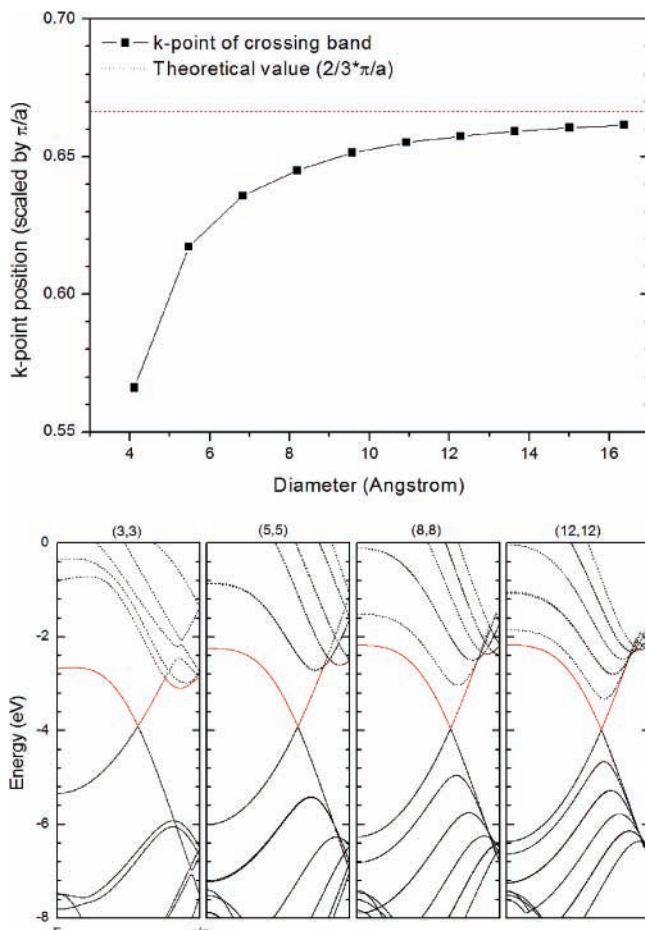 0.70
k-point of crossing band
Theoretical value (2/3*π/a)
0.65
0.60
0.55
k-point position (scaled by π/a)
4 6 8 10 12 14 16
Diameter (Angstrom)
(3,3) (5,5) (8,8) (12,12)
0
-2
-4
-6
-8
Energy (eV)